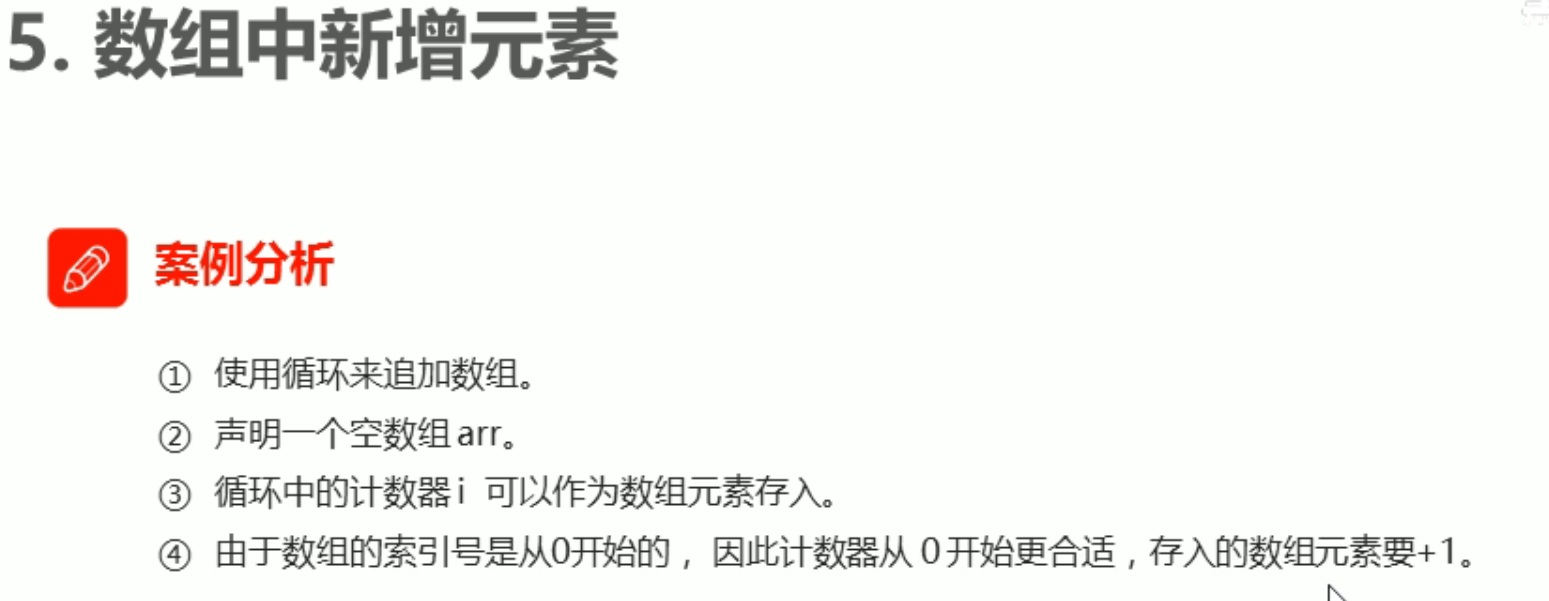 5. 数组中新增元素
案例分析
① 使用循环来追加数组。
② 声明一个空数组 arr。
③ 循环中的计数器 i 可以作为数组元素存入。
④ 由于数组的索引号是从0开始的，因此计数器从 0 开始更合适，存入的数组元素要+1。